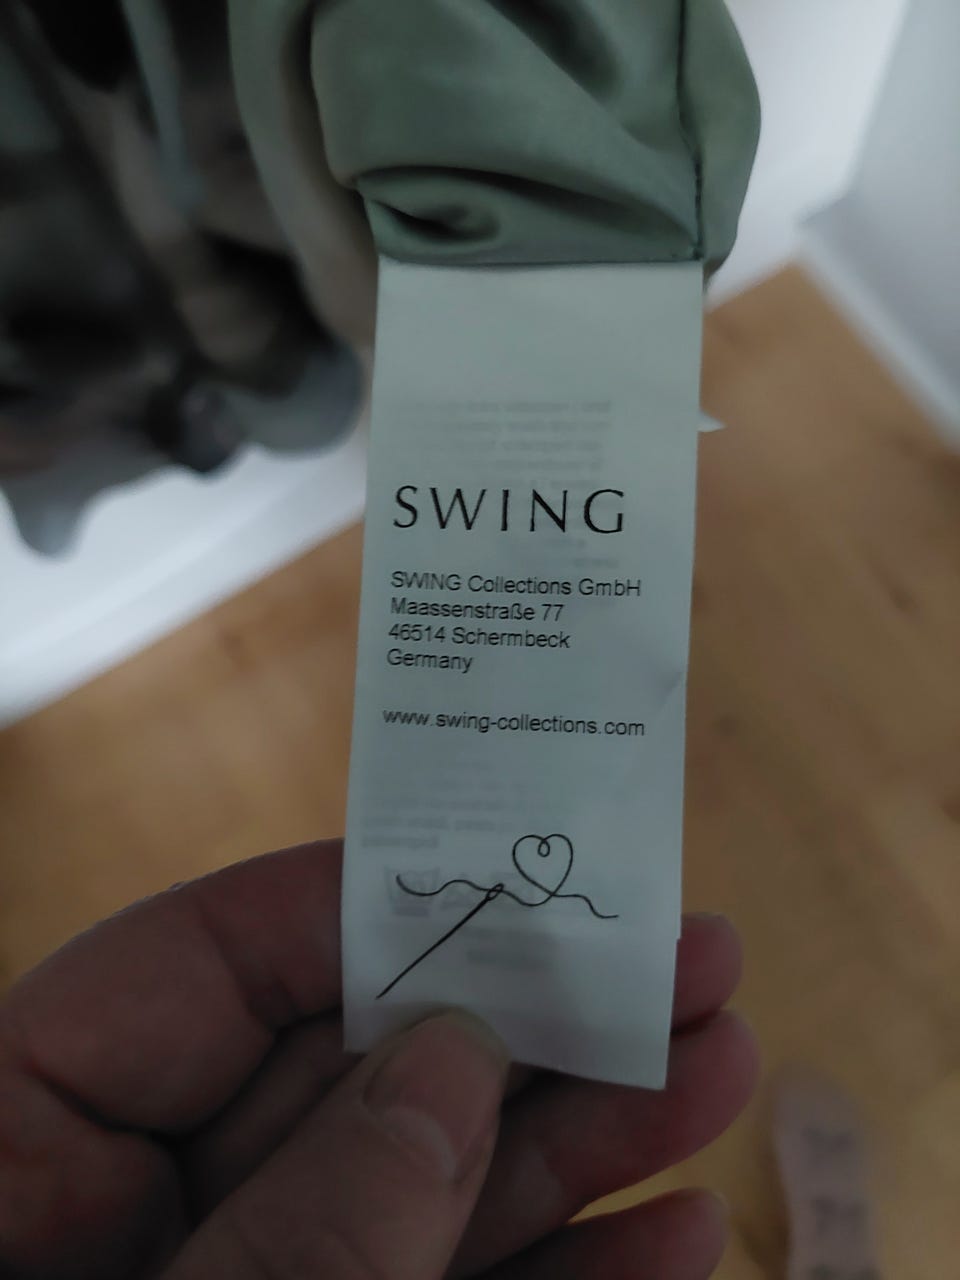 SWING
SWING Collections GmbH
Maassenstraße 77
46514 Schermbeck
Germany
www.swing-collections.com